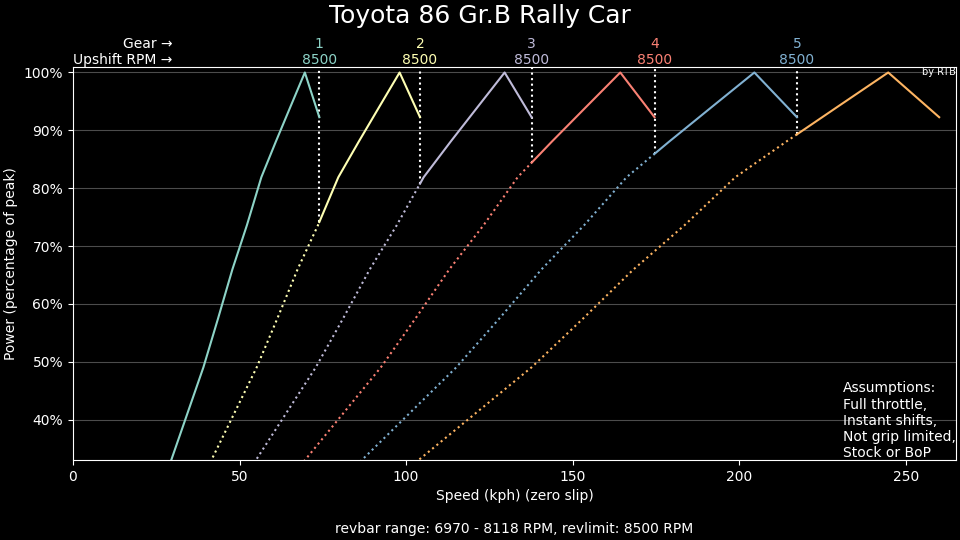 Toyota 86 Gr.B Rally Car
Gear → 1 2 3 4 5
Upshift RPM → 8500 8500 8500 8500 8500
by RTB
100%
90%
80%
70%
60%
50%
40%
Power (percentage of peak)
Assumptions:
Full throttle,
Instant shifts,
Not grip limited,
Stock or BoP
0 50 100 150 200 250
Speed (kph) (zero slip)
revbar range: 6970 - 8118 RPM, revlimit: 8500 RPM